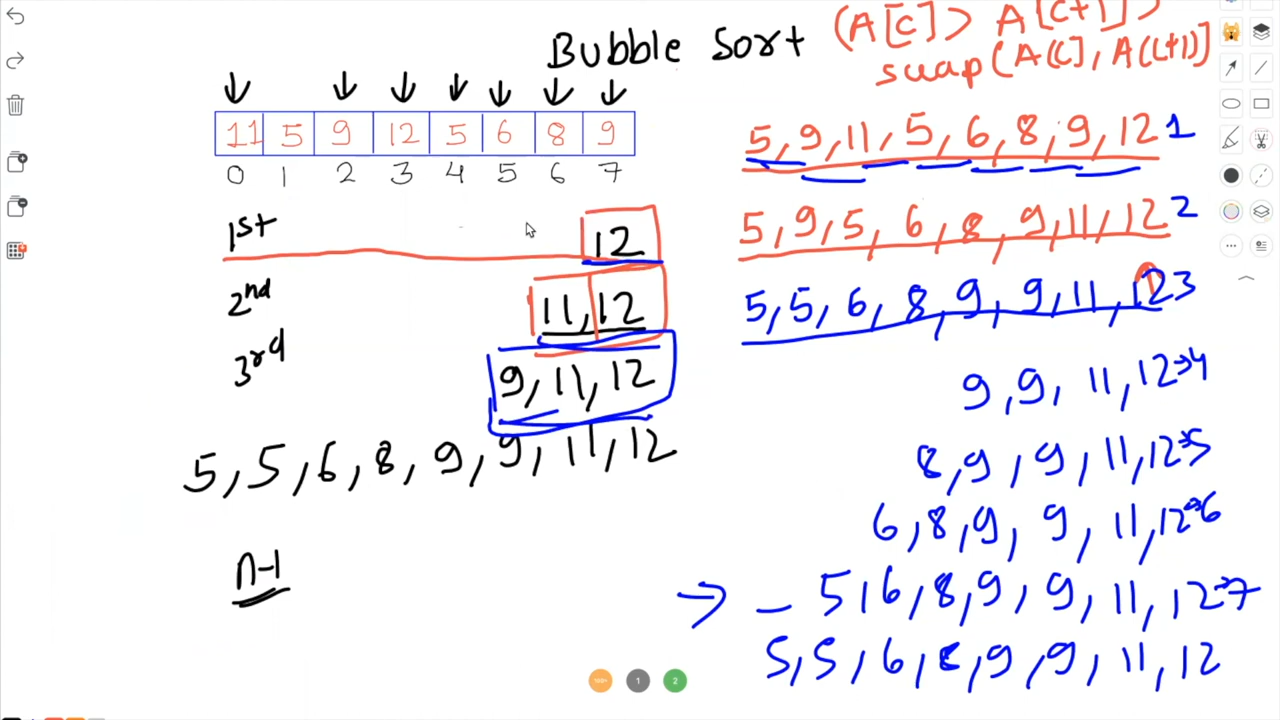 Bubble Sort
(A[C] > A[C+1] >
swap(A[C], A(C+1)]
11 5 9 12 5 6 8 9
0 1 2 3 4 5 6 7
5, 9, 11, 5, 6, 8, 9, 12 1
1st 12
5, 9, 5, 6, 8, 9, 11, 12 2
2nd 11, 12
5, 5, 6, 8, 9, 9, 11, 12 3
3rd 9, 11, 12
9, 9, 11, 12→4
5, 5, 6, 8, 9, 9, 11, 12
8, 9, 9, 11, 12→5
6, 8, 9, 9, 11, 12→6
n-1
→ – 5, 6, 8, 9, 9, 11, 12→7
5, 5, 6, 8, 9, 9, 11, 12
1 2